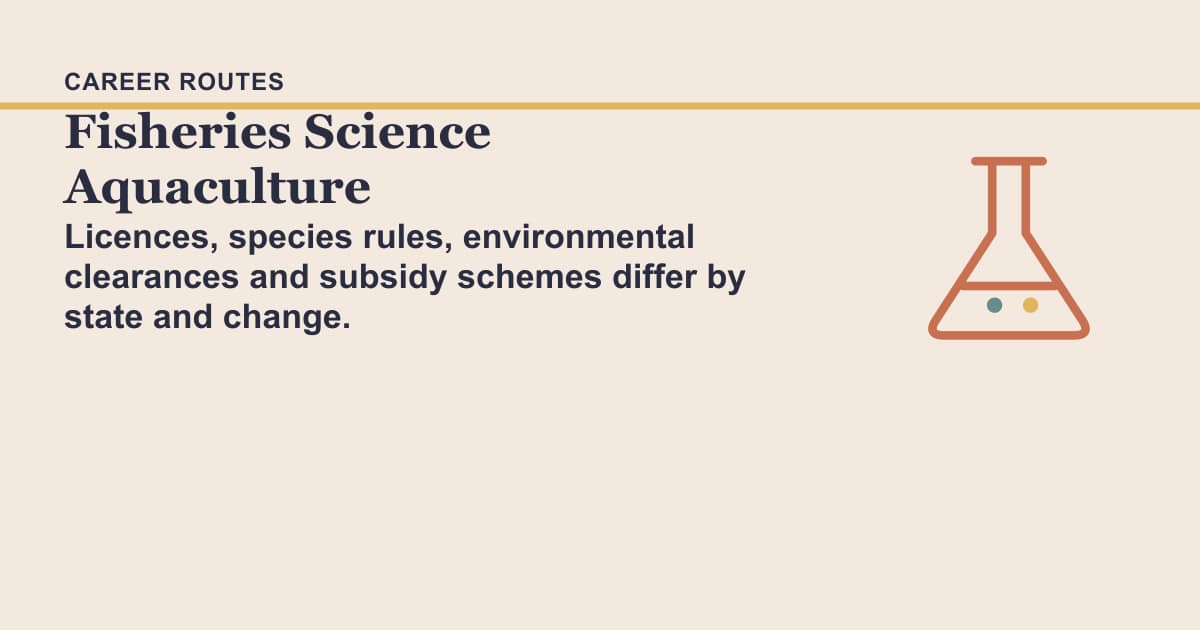 CAREER ROUTES
Fisheries Science
Aquaculture
Licences, species rules, environmental
clearances and subsidy schemes differ by
state and change.